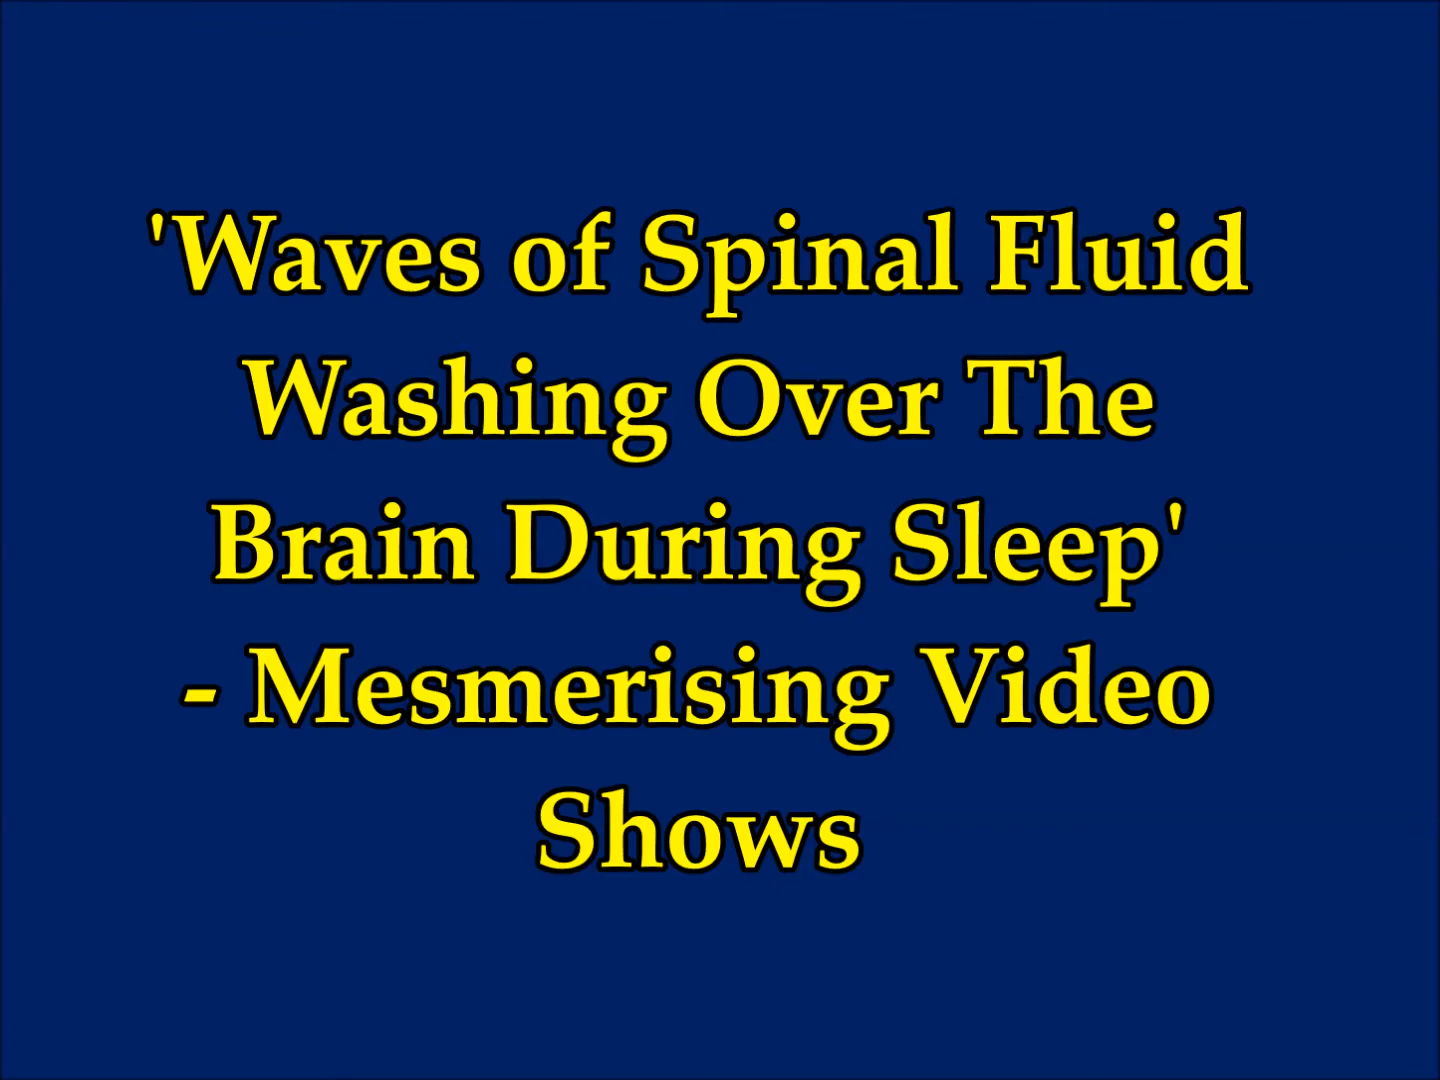 'Waves of Spinal Fluid
Washing Over The
Brain During Sleep'
- Mesmerising Video
Shows